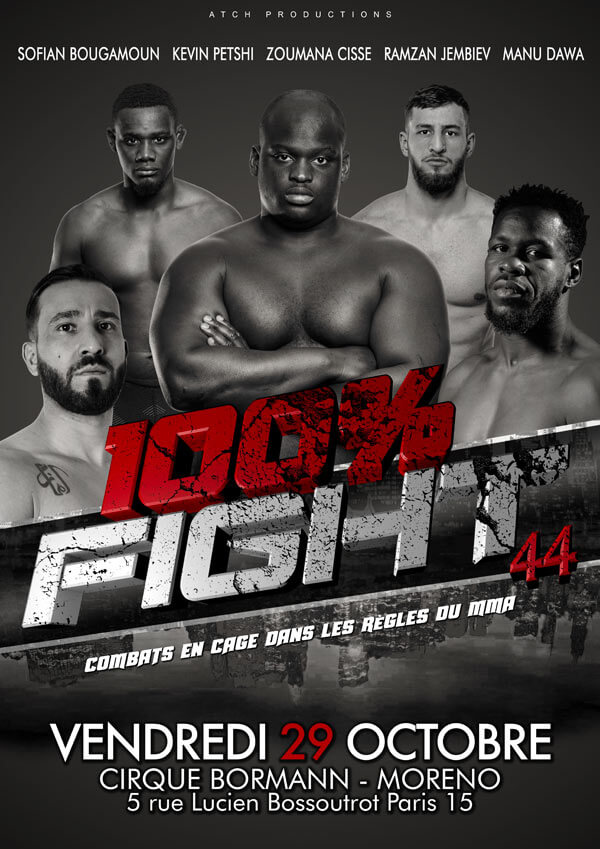 ATCH PRODUCTIONS
SOFIAN BOUGAMOUN KEVIN PETSHI ZOUMANA CISSE RAMZAN JEMBIEV MANU DAWA
100%
FIGHT
44
COMBATS EN CAGE DANS LES RÈGLES DU MMA
VENDREDI 29 OCTOBRE
CIRQUE BORMANN - MORENO
5 rue Lucien Bossoutrot Paris 15